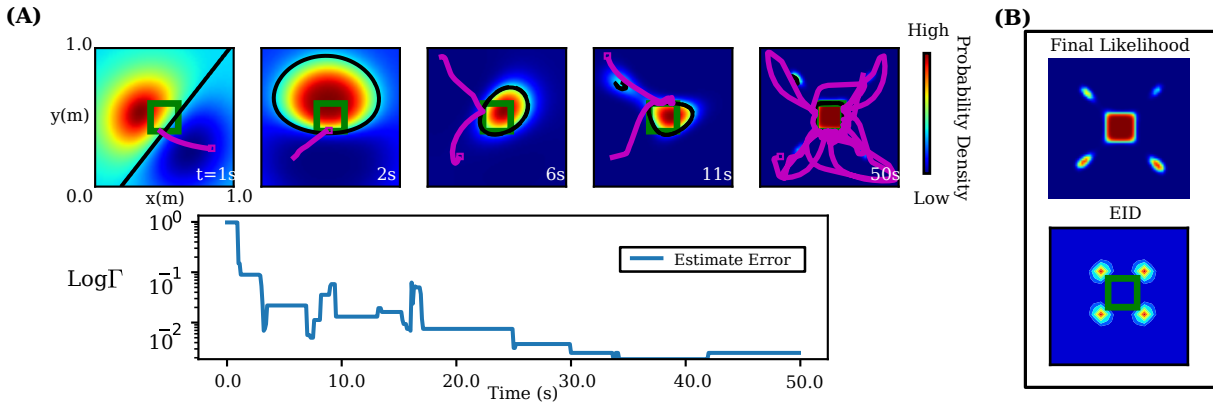 (A)
(B)
1.0
y(m)
0.0
x(m)
1.0
t=1s
2s
6s
11s
50s
High
Low
Probability Density
Final Likelihood
EID
LogΓ
10⁰
10⁻¹
10⁻²
Estimate Error
0.0 10.0 20.0 30.0 40.0 50.0
Time (s)